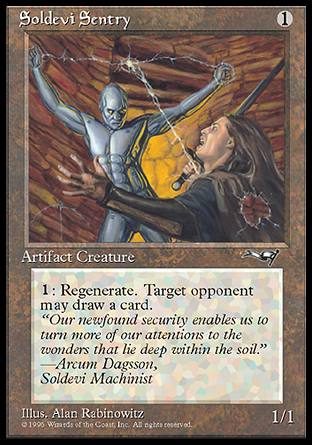 Soldevi Sentry 1
Artifact Creature
1: Regenerate. Target opponent
may draw a card.
“Our newfound security enables us to
turn more of our attentions to the
wonders that lie deep within the soil.”
—Arcum Dagsson,
Soldevi Machinist
1/1
Illus. Alan Rabinowitz
© 1996 Wizards of the Coast, Inc. All rights reserved.